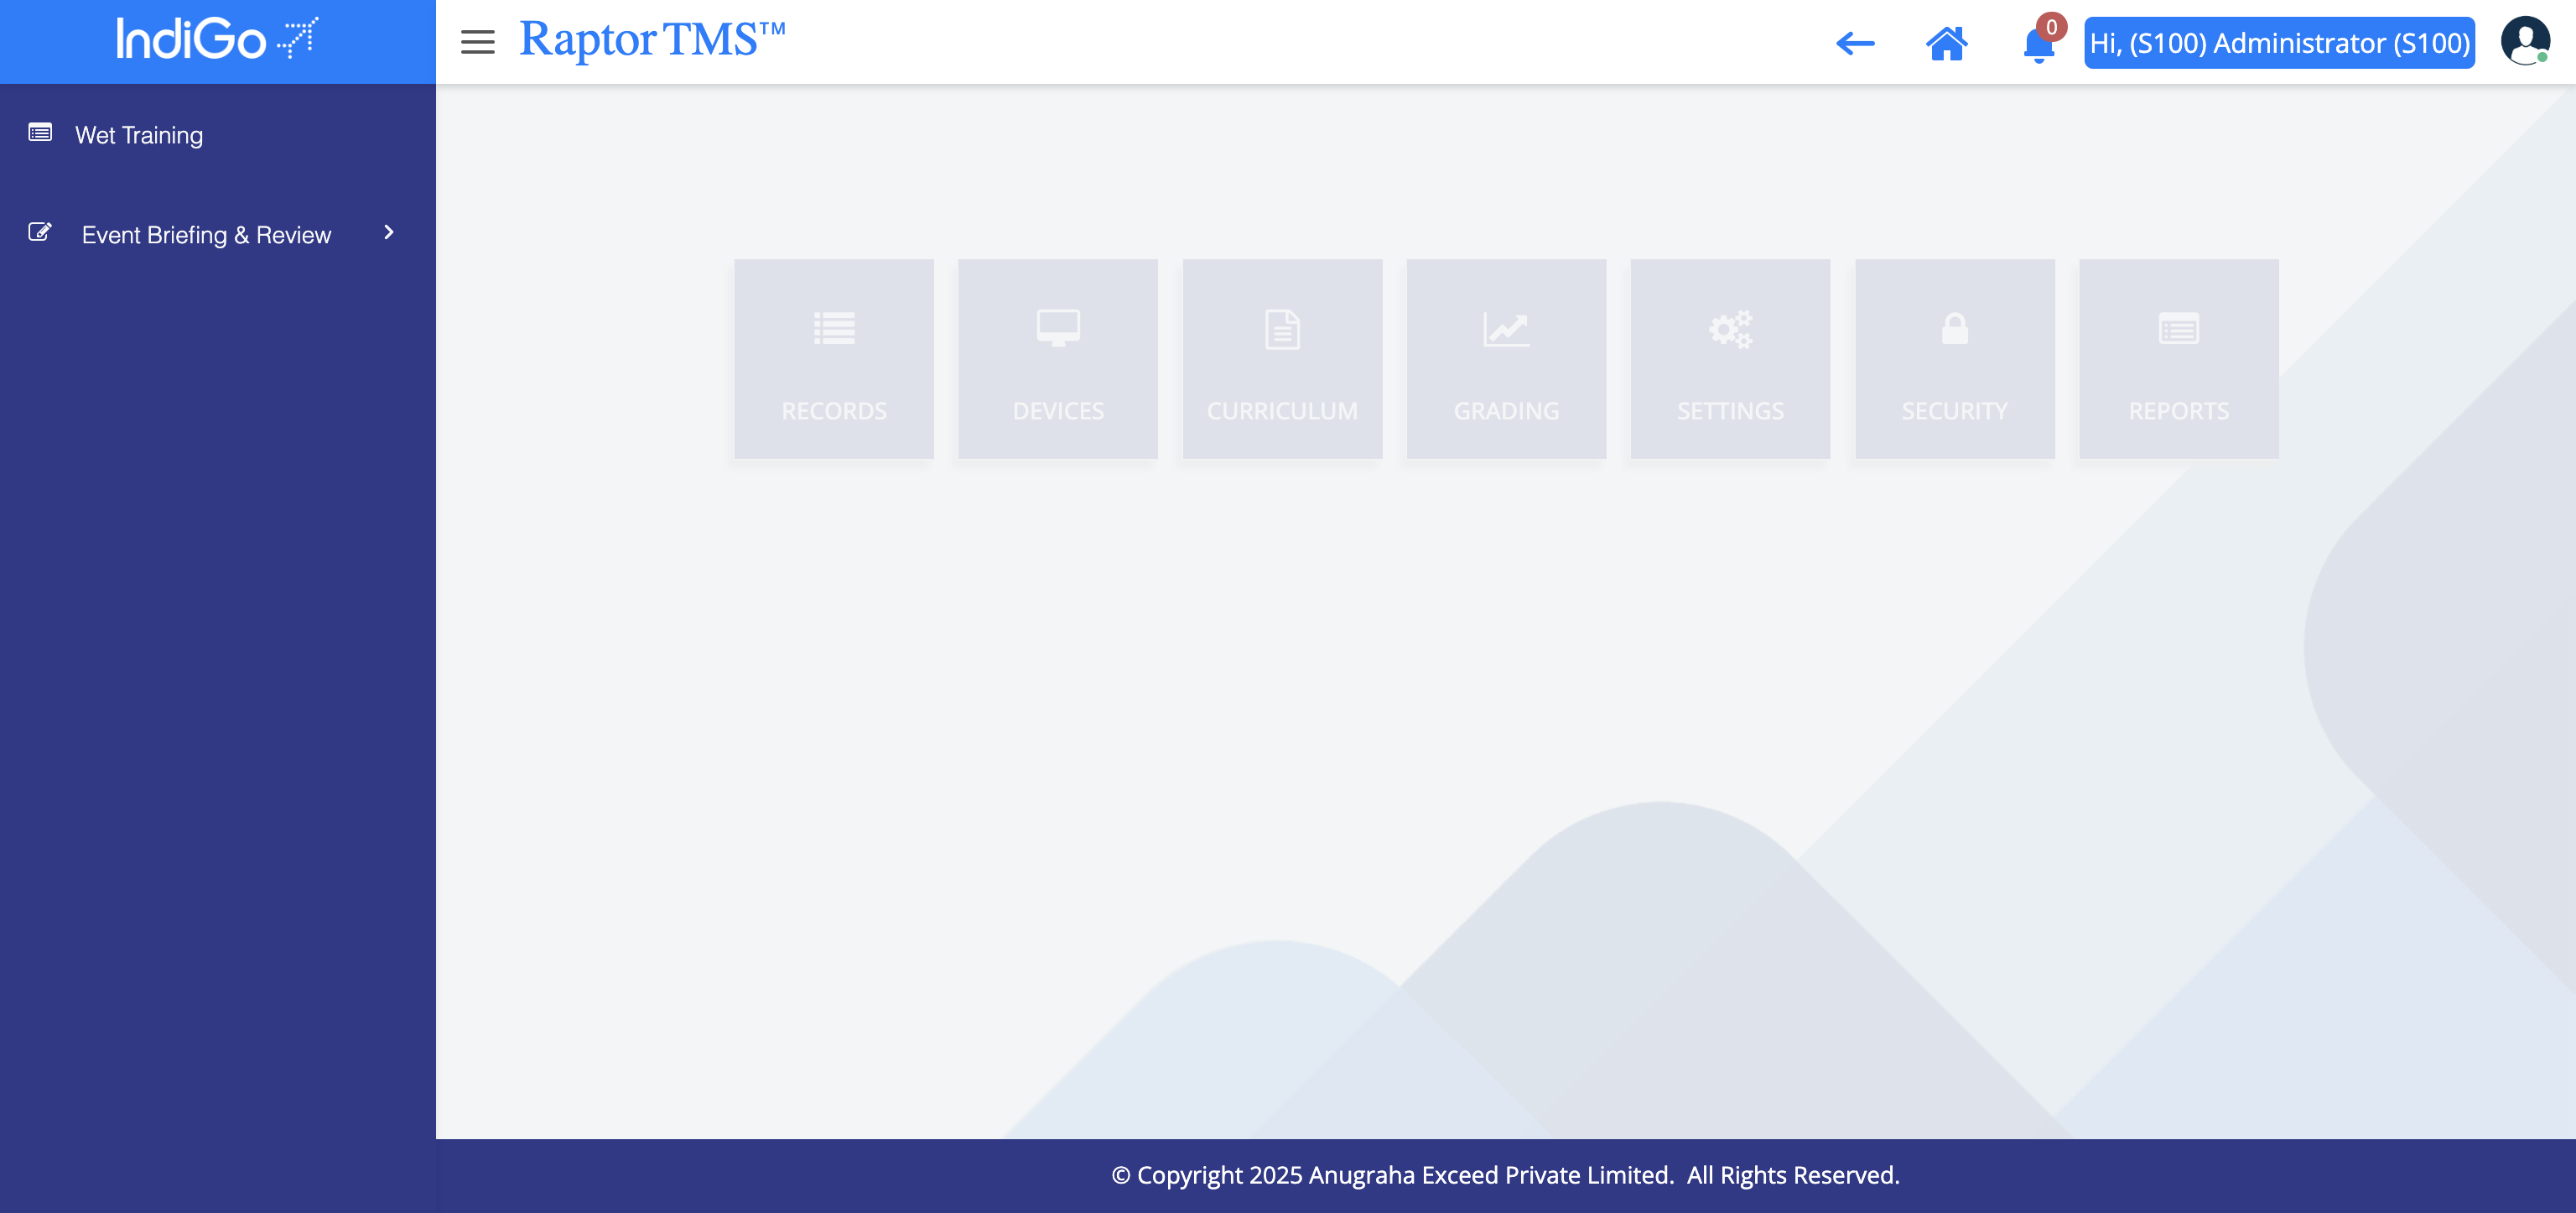 IndiGo
Raptor TMS™
0
Hi, (S100) Administrator (S100)
Wet Training
Event Briefing & Review
RECORDS
DEVICES
CURRICULUM
GRADING
SETTINGS
SECURITY
REPORTS
© Copyright 2025 Anugraha Exceed Private Limited. All Rights Reserved.